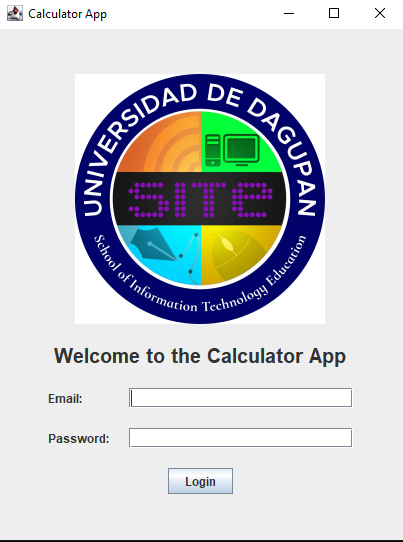 Calculator App
UNIVERSIDAD DE DAGUPAN
SITE
School of Information Technology Education
Welcome to the Calculator App
Email:
Password:
Login